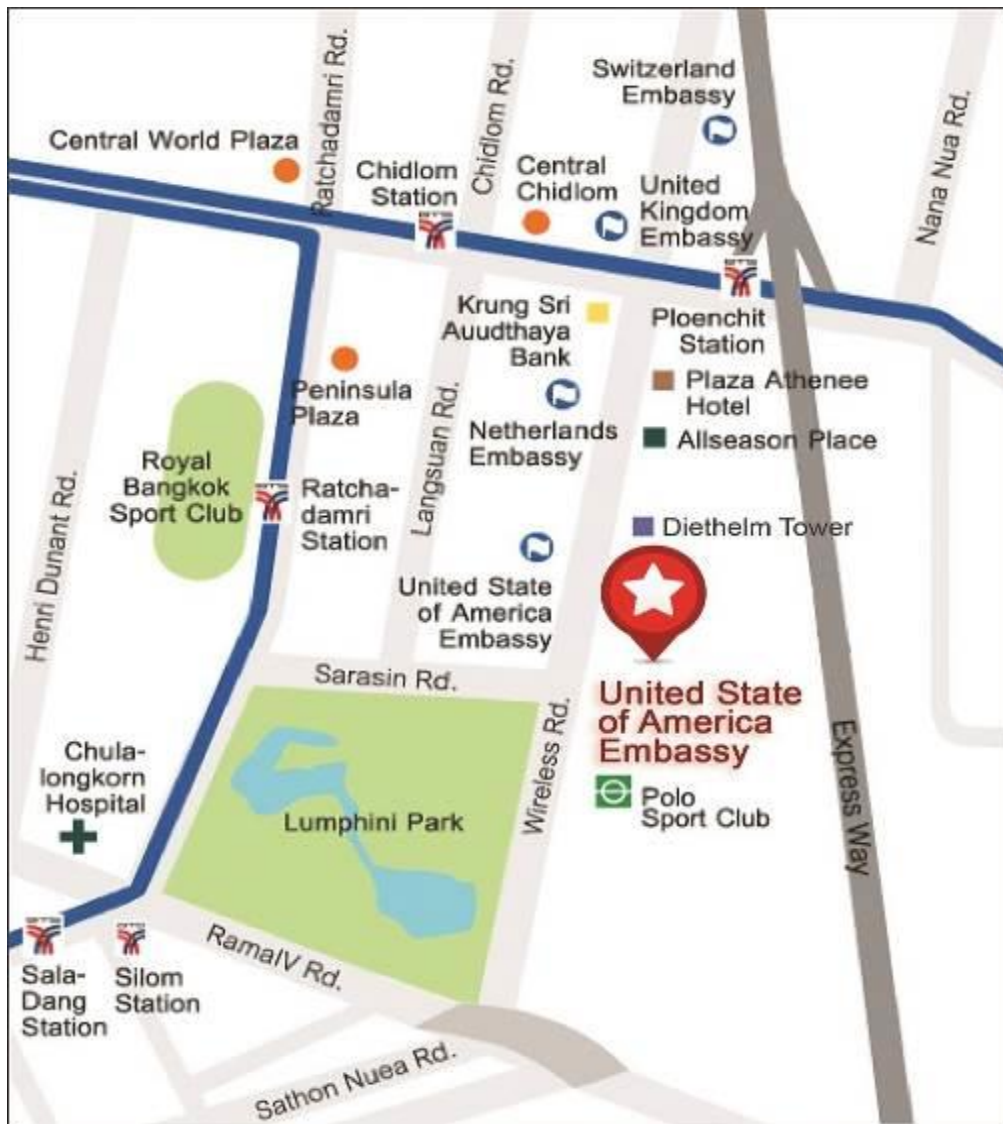 Ratchadamri Rd.
Chidlom Rd.
Switzerland
Embassy
Nana Nua Rd.
Central World Plaza
Chidlom
Station
Central
Chidlom
United
Kingdom
Embassy
Krung Sri
Auudthaya
Bank
Ploenchit
Station
Peninsula
Plaza
Plaza Athenee
Hotel
Netherlands
Embassy
Allseason Place
Langsuan Rd.
Henri Dunant Rd.
Royal
Bangkok
Sport Club
Ratcha-
damri
Station
Diethelm Tower
United State
of America
Embassy
Sarasin Rd.
United State
of America
Embassy
Wireless Rd.
Express Way
Chula-
longkorn
Hospital
Lumphini Park
Polo
Sport Club
RamaIV Rd.
Sala-
Dang
Station
Silom
Station
Sathon Nuea Rd.